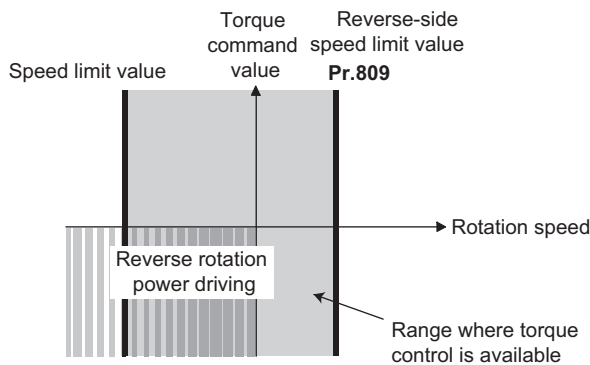 Speed limit value
Torque
command
value
Reverse-side
speed limit value
Pr.809
Rotation speed
Reverse rotation
power driving
Range where torque
control is available